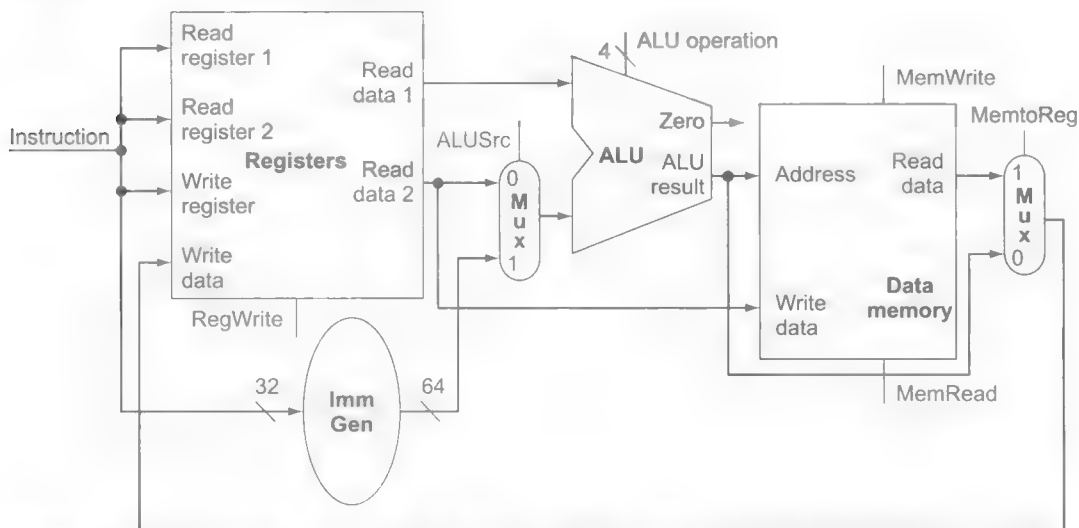 Instruction
Read
register 1
Read
register 2
Write
register
Write
data
Registers
Read
data 1
Read
data 2
RegWrite
32
Imm
Gen
64
ALUSrc
0
Mux
1
4
ALU operation
ALU
Zero
ALU
result
MemWrite
Address
Read
data
Write
data
Data
memory
MemRead
MemtoReg
1
Mux
0